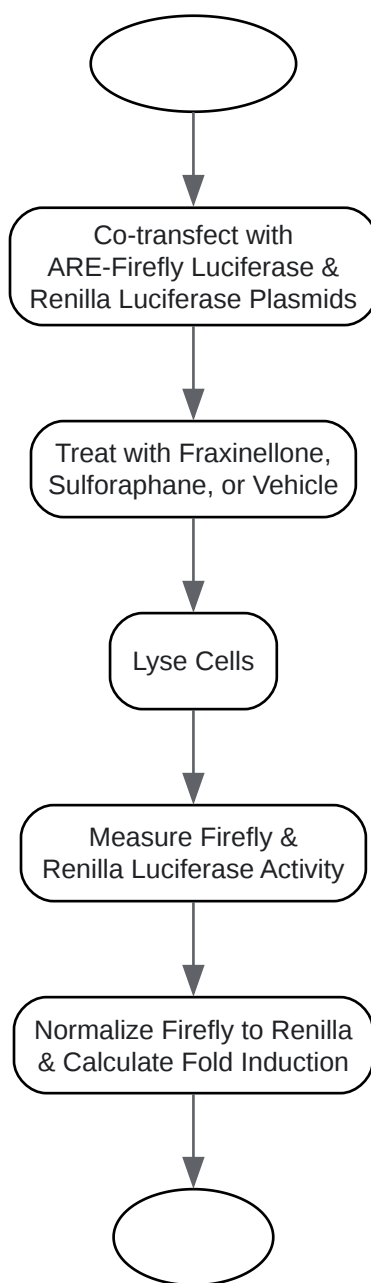 Co-transfect with
ARE-Firefly Luciferase &
Renilla Luciferase Plasmids
Treat with Fraxinellone,
Sulforaphane, or Vehicle
Lyse Cells
Measure Firefly &
Renilla Luciferase Activity
Normalize Firefly to Renilla
& Calculate Fold Induction